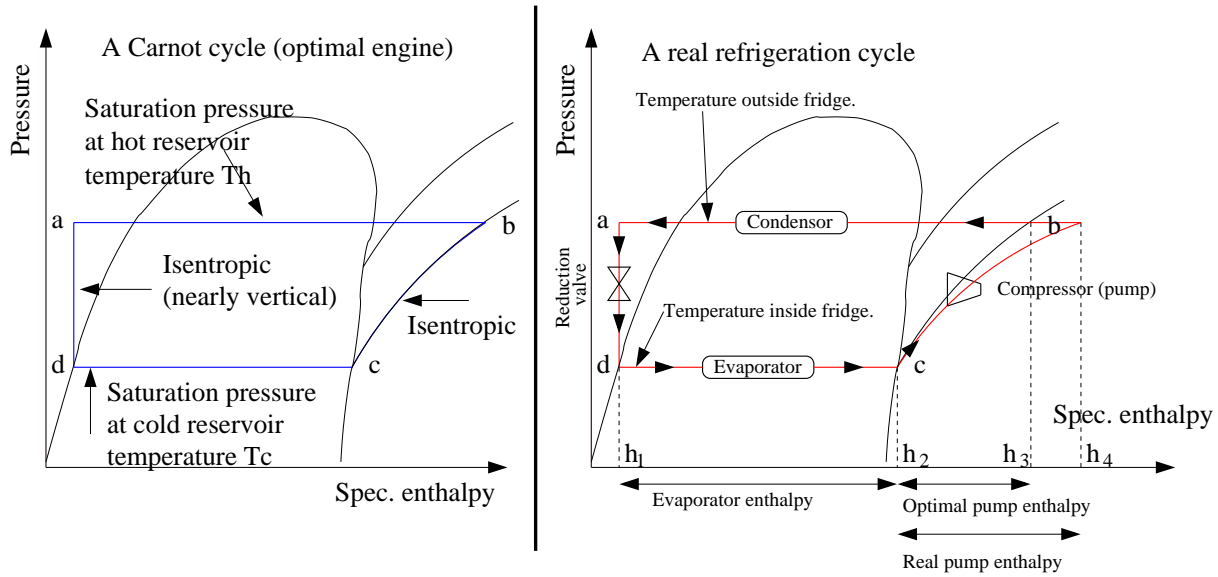 A Carnot cycle (optimal engine)
Pressure
Saturation pressure
at hot reservoir
temperature Th
a
b
Isentropic
(nearly vertical)
Isentropic
d
c
Saturation pressure
at cold reservoir
temperature Tc
Spec. enthalpy
A real refrigeration cycle
Pressure
Temperature outside fridge.
a
Condensor
b
Reduction
valve
Compressor (pump)
Temperature inside fridge.
d
Evaporator
c
Spec. enthalpy
h1
h2
h3
h4
Evaporator enthalpy
Optimal pump enthalpy
Real pump enthalpy